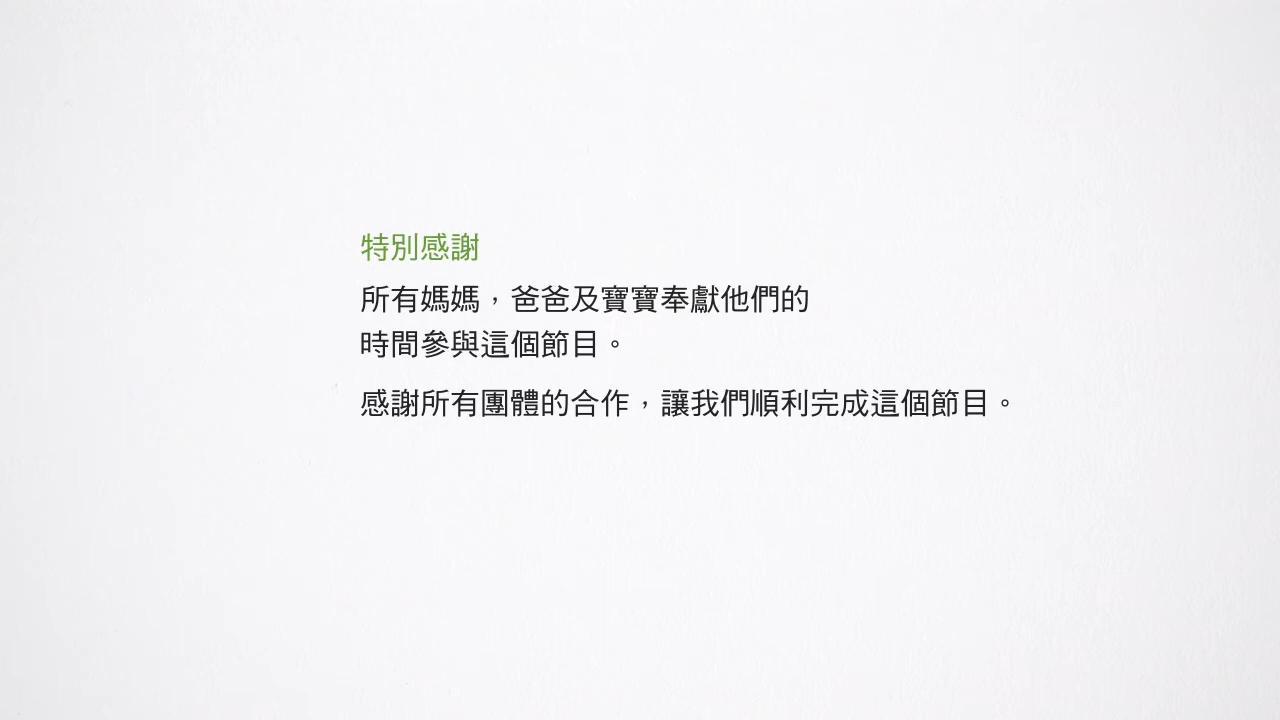 特別感謝
所有媽媽，爸爸及寶寶奉獻他們的
時間參與這個節目。
感謝所有團體的合作，讓我們順利完成這個節目。